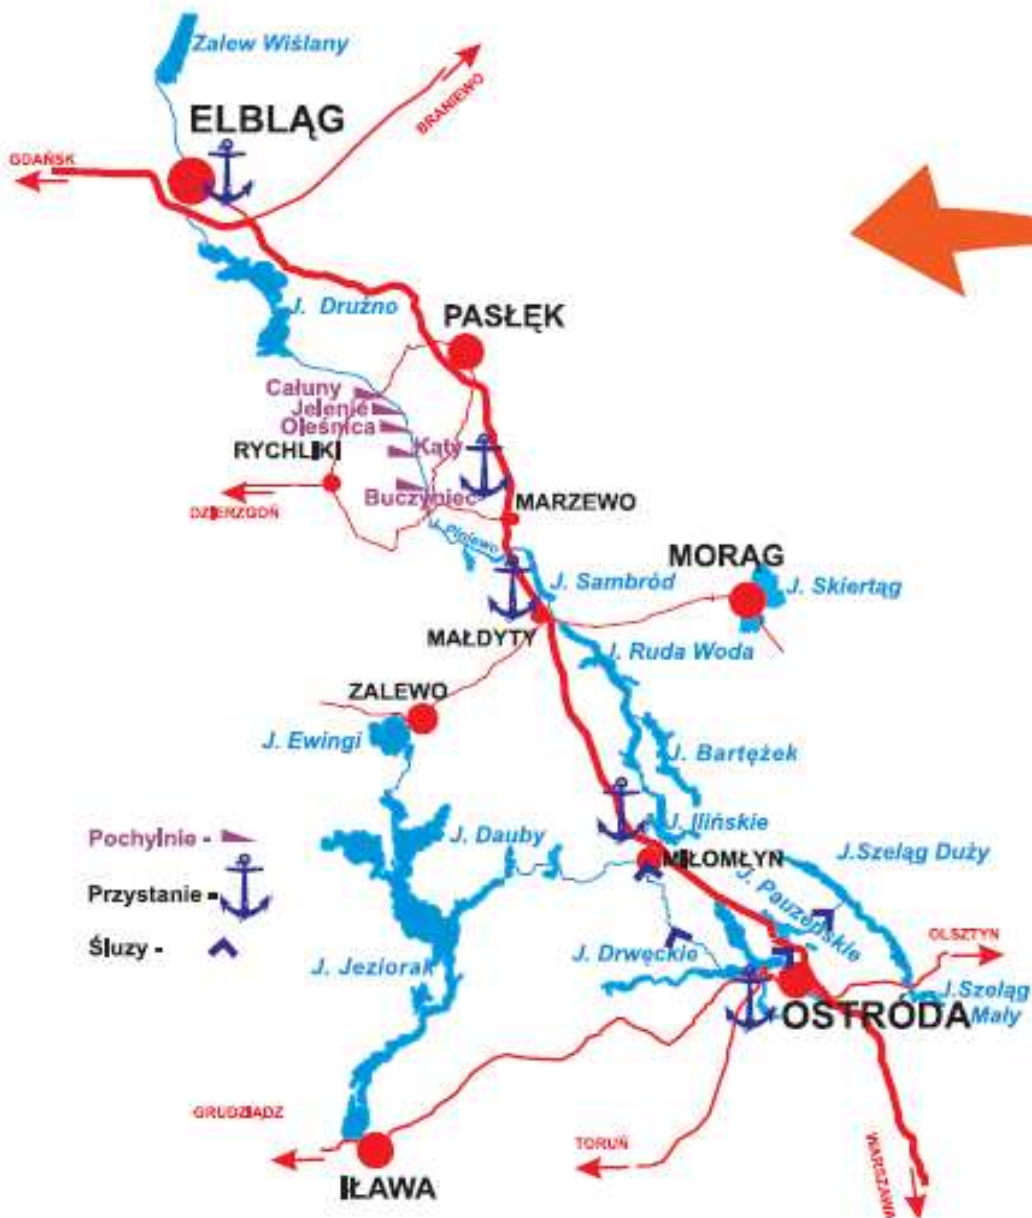 Zalew Wiślany
BRANIEWO
ELBLĄG
GDAŃSK
J. Drużno
PASŁĘK
Całuny
Jelenie
Oleśnica
Kąty
RYCHLIKI
Buczyniec
DZIERZGOŃ
MARZEWO
J. Piniewo
MORĄG
J. Sambród
J. Skiertąg
MAŁDYTY
J. Ruda Woda
ZALEWO
J. Ewingi
J. Bartężek
J. Ilińskie
Pochylnie -
J. Dauby
MIŁOMŁYN
J.Szeląg Duży
J. Pauzeńskie
Przystanie -
Śluzy -
J. Drwęckie
OLSZTYN
J. Jeziorak
J.Szeląg
Mały
OSTRÓDA
GRUDZIĄDZ
TORUŃ
WARSZAWA
IŁAWA